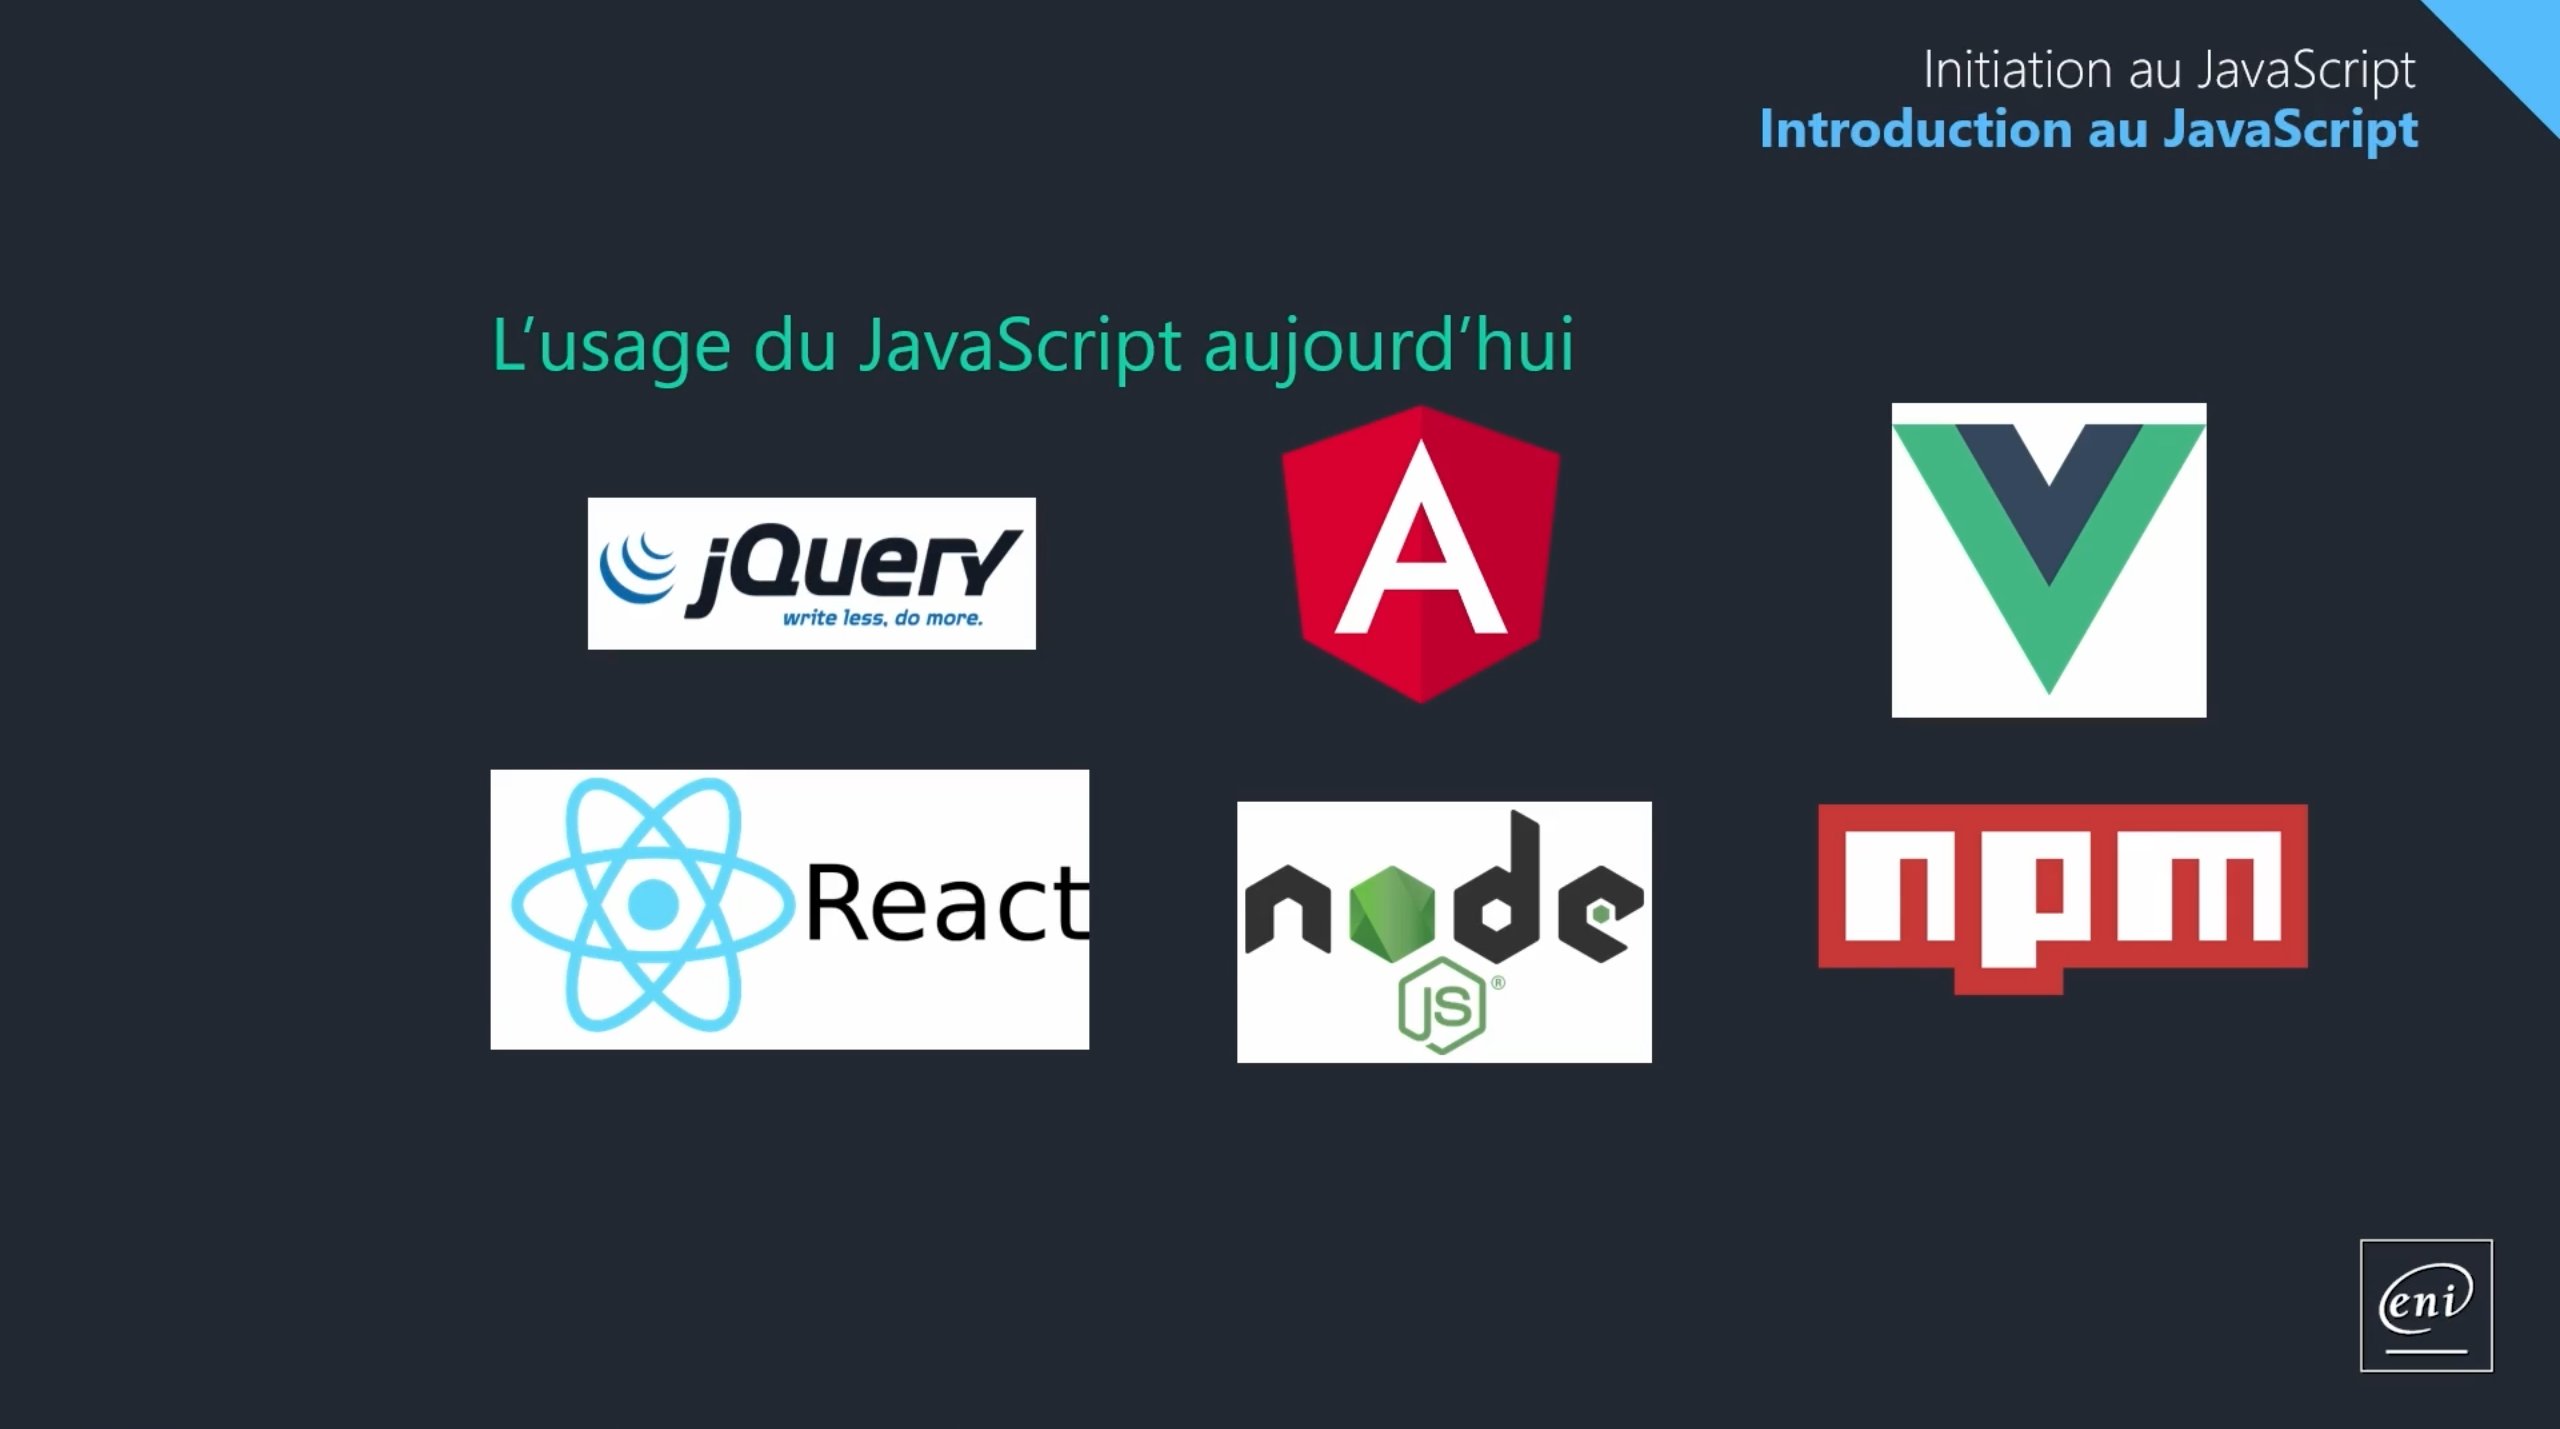 Initiation au JavaScript
Introduction au JavaScript
L’usage du JavaScript aujourd’hui
jQuery
write less, do more.
A
React
node
JS®
npm
eni